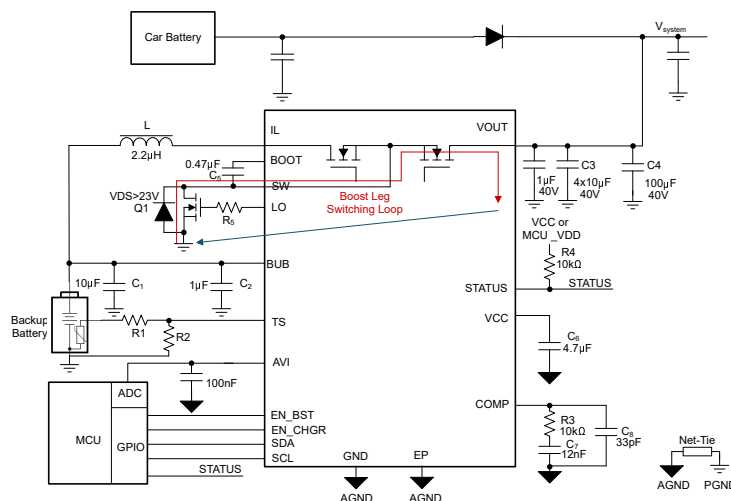 Car Battery
Vsystem
L
2.2µH
IL
VOUT
0.47µF
C5
BOOT
SW
VDS>23V
Q1
R5
LO
Boost Leg
Switching Loop
1µF
40V
C3
4x10µF
40V
C4
100µF
40V
VCC or
MCU_VDD
R4
10kΩ
BUB
10µF
C1
1µF
C2
STATUS
STATUS
Backup
Battery
R1
R2
TS
VCC
C6
4.7µF
AVI
100nF
ADC
MCU
GPIO
EN_BST
EN_CHGR
SDA
SCL
STATUS
COMP
R3
10kΩ
C7
12nF
C8
33pF
GND
EP
AGND
AGND
Net-Tie
AGND
PGND